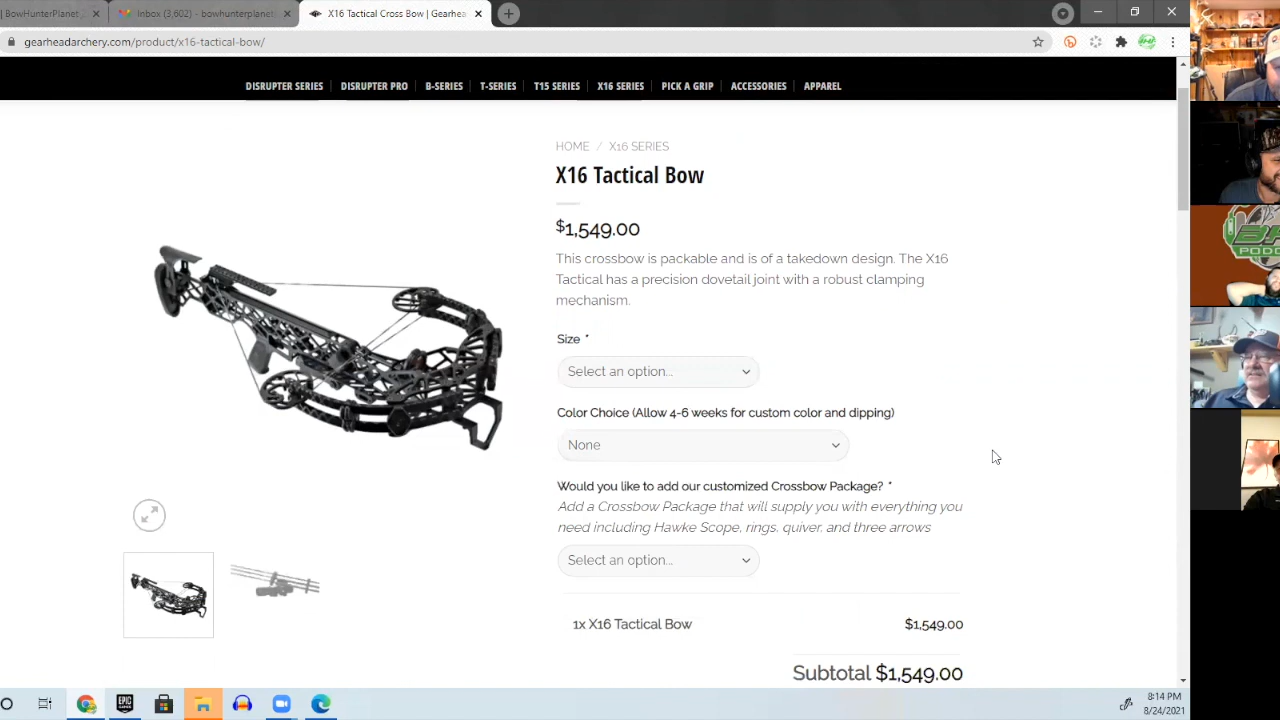 | BowHunterPlanet
Inbox (3,602) - bowhunterplanet
X16 Tactical Cross Bow | Gearhea
gearheadarchery.com/product/x16-tactical-bow/
DISRUPTER SERIES DISRUPTER PRO B-SERIES T-SERIES T15 SERIES X16 SERIES PICK A GRIP ACCESSORIES APPAREL
HOME / X16 SERIES
X16 Tactical Bow
$1,549.00
This crossbow is packable and is of a takedown design. The X16
Tactical has a precision dovetail joint with a robust clamping
mechanism.
Size *
Select an option...
Color Choice (Allow 4-6 weeks for custom color and dipping)
None
Would you like to add our customized Crossbow Package? *
Add a Crossbow Package that will supply you with everything you
need including Hawke Scope, rings, quiver, and three arrows
Select an option...
1x X16 Tactical Bow $1,549.00
Subtotal $1,549.00
EPIC
GAMES
8:14 PM
8/24/2021